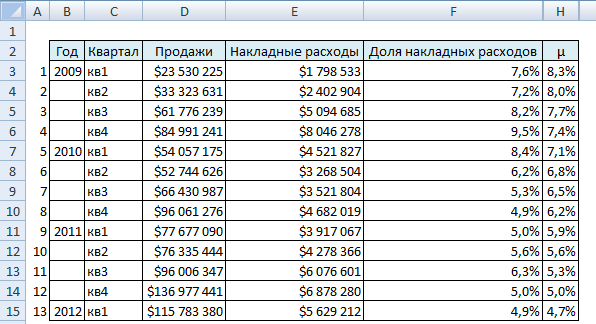 A B C D E F H
1
2 Год Квартал Продажи Накладные расходы Доля накладных расходов μ
3 1 2009 кв1 $23 530 225 $1 798 533 7,6% 8,3%
4 2 кв2 $33 323 631 $2 402 904 7,2% 8,0%
5 3 кв3 $61 776 239 $5 094 685 8,2% 7,7%
6 4 кв4 $84 991 241 $8 046 278 9,5% 7,4%
7 5 2010 кв1 $54 057 175 $4 521 827 8,4% 7,1%
8 6 кв2 $52 744 626 $3 268 504 6,2% 6,8%
9 7 кв3 $66 430 987 $3 521 804 5,3% 6,5%
10 8 кв4 $96 061 276 $4 682 019 4,9% 6,2%
11 9 2011 кв1 $77 677 090 $3 917 067 5,0% 5,9%
12 10 кв2 $76 335 444 $4 278 366 5,6% 5,6%
13 11 кв3 $96 006 347 $6 076 601 6,3% 5,3%
14 12 кв4 $136 977 441 $6 878 280 5,0% 5,0%
15 13 2012 кв1 $115 783 380 $5 629 212 4,9% 4,7%